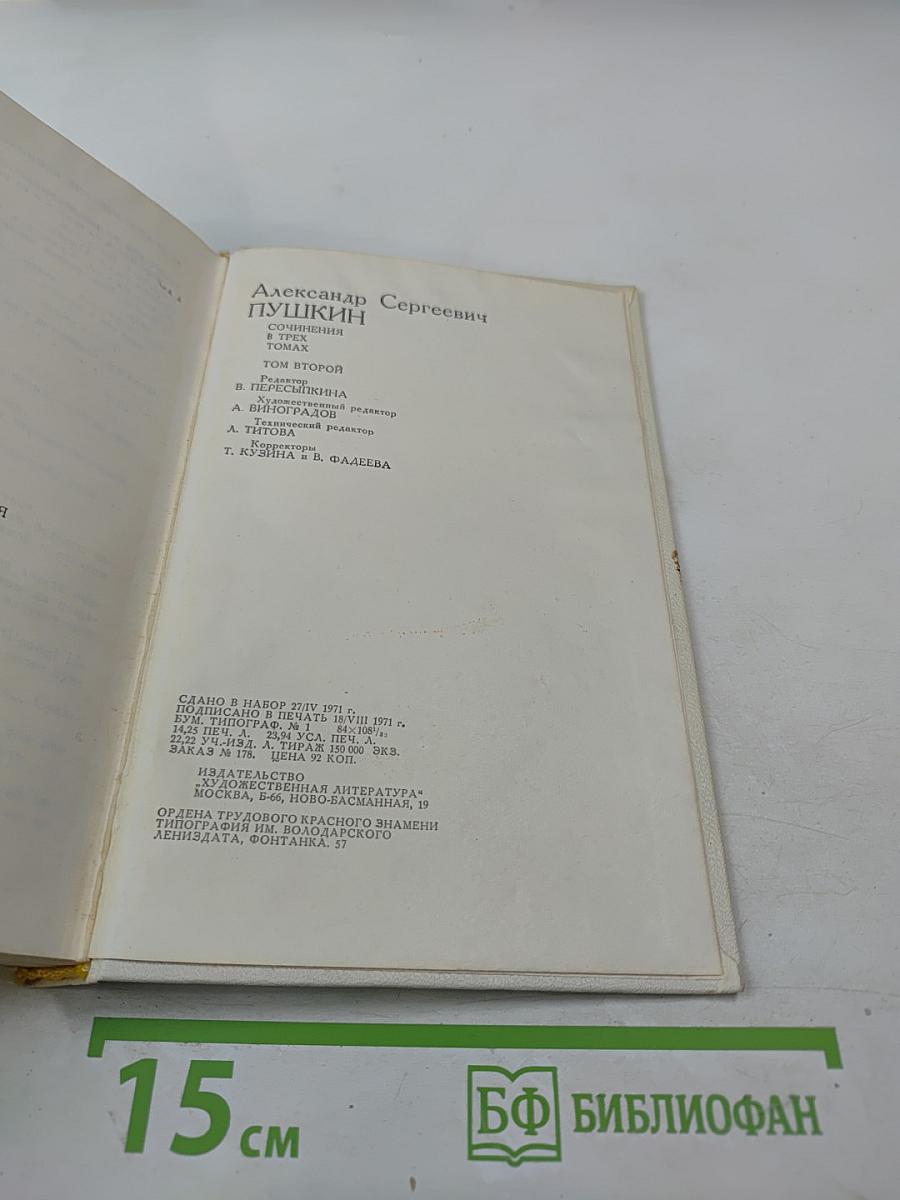 Александр Сергеевич
ПУШКИН
СОЧИНЕНИЯ
В ТРЕХ
ТОМАХ
ТОМ ВТОРОЙ
Редактор
В. ПЕРЕСЫПКИНА
Художественный редактор
А. ВИНОГРАДОВ
Технический редактор
Л. ТИТОВА
Корректоры
Т. КУЗИНА и В. ФАДЕЕВА
Я
СДАНО В НАБОР 27/IV 1971 г.
ПОДПИСАНО В ПЕЧАТЬ 18/VIII 1971 г.
БУМ. ТИПОГРАФ. № 1 84×108¹/₃₂
14,25 ПЕЧ. Л. 23,94 УСЛ. ПЕЧ. Л.
22,22 УЧ.-ИЗД. Л. ТИРАЖ 150 000 ЭКЗ.
ЗАКАЗ № 178. ЦЕНА 92 КОП.
ИЗДАТЕЛЬСТВО
„ХУДОЖЕСТВЕННАЯ ЛИТЕРАТУРА“
МОСКВА, Б-66, НОВО-БАСМАННАЯ, 19
ОРДЕНА ТРУДОВОГО КРАСНОГО ЗНАМЕНИ
ТИПОГРАФИЯ ИМ. ВОЛОДАРСКОГО
ЛЕНИЗДАТА, ФОНТАНКА. 57
15 см
БФ БИБЛИОФАН